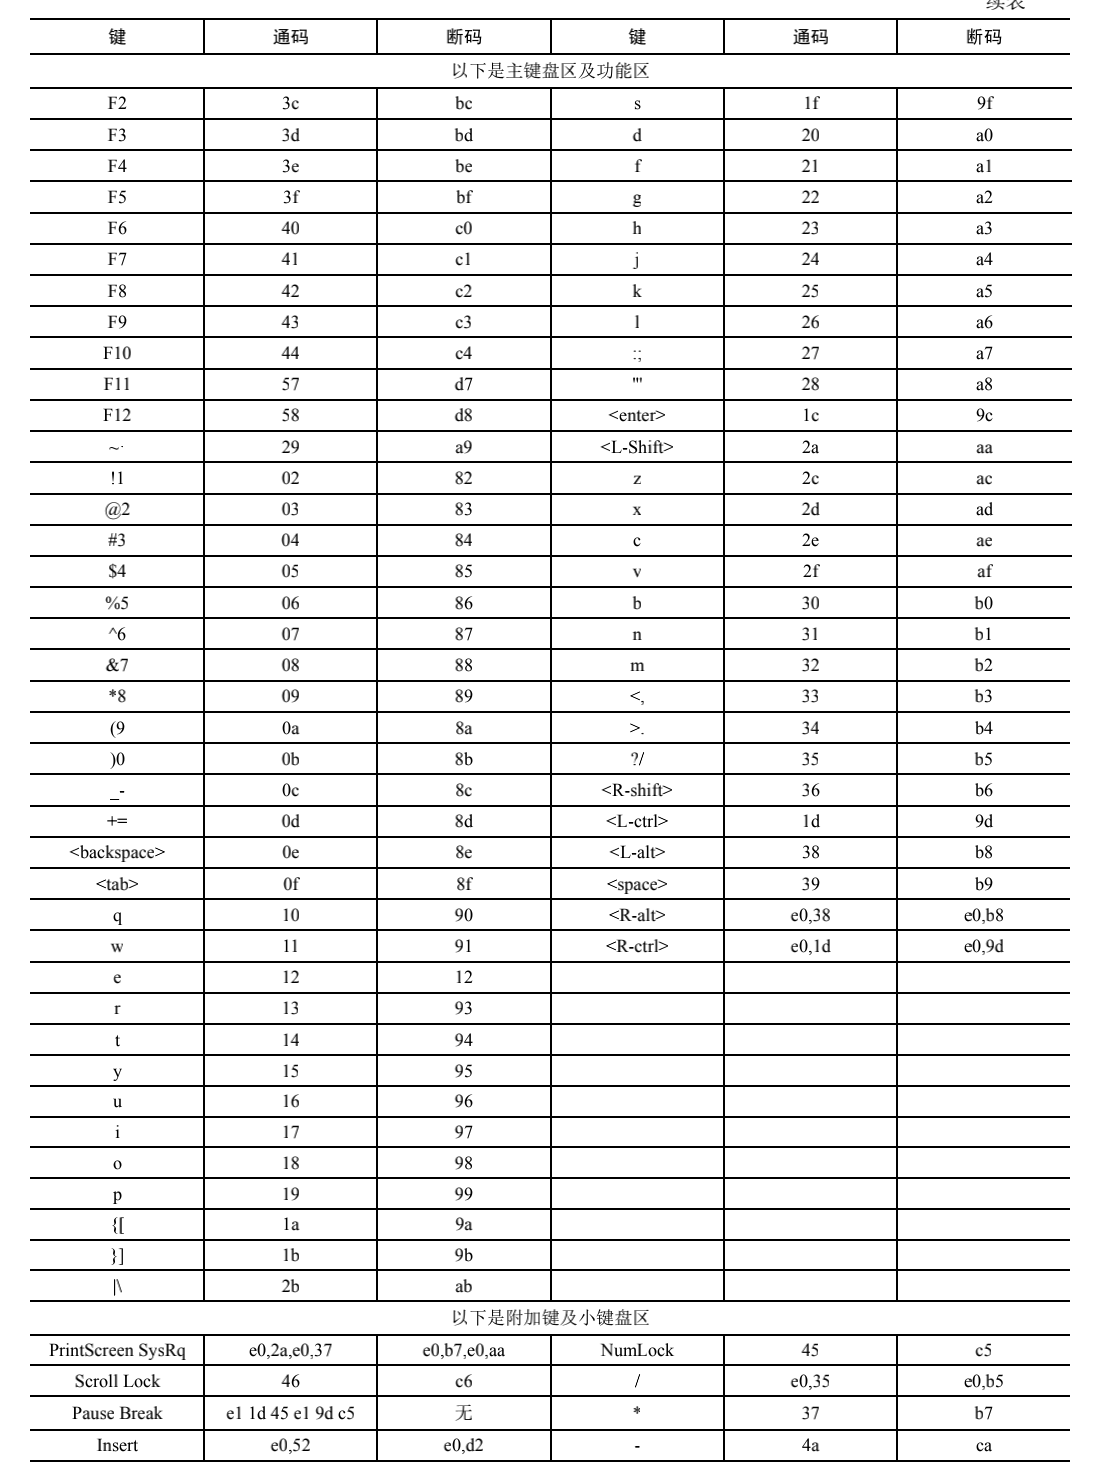 续表
键 通码 断码 键 通码 断码
以下是主键盘区及功能区
F2 3c bc s 1f 9f
F3 3d bd d 20 a0
F4 3e be f 21 a1
F5 3f bf g 22 a2
F6 40 c0 h 23 a3
F7 41 c1 j 24 a4
F8 42 c2 k 25 a5
F9 43 c3 l 26 a6
F10 44 c4 :; 27 a7
F11 57 d7 "' 28 a8
F12 58 d8 <enter> 1c 9c
~· 29 a9 <L-Shift> 2a aa
!1 02 82 z 2c ac
@2 03 83 x 2d ad
#3 04 84 c 2e ae
$4 05 85 v 2f af
%5 06 86 b 30 b0
^6 07 87 n 31 b1
&7 08 88 m 32 b2
*8 09 89 <, 33 b3
(9 0a 8a >. 34 b4
)0 0b 8b ?/ 35 b5
_- 0c 8c <R-shift> 36 b6
+= 0d 8d <L-ctrl> 1d 9d
<backspace> 0e 8e <L-alt> 38 b8
<tab> 0f 8f <space> 39 b9
q 10 90 <R-alt> e0,38 e0,b8
w 11 91 <R-ctrl> e0,1d e0,9d
e 12 12
r 13 93
t 14 94
y 15 95
u 16 96
i 17 97
o 18 98
p 19 99
{[ 1a 9a
}] 1b 9b
|\ 2b ab
以下是附加键及小键盘区
PrintScreen SysRq e0,2a,e0,37 e0,b7,e0,aa NumLock 45 c5
Scroll Lock 46 c6 / e0,35 e0,b5
Pause Break e1 1d 45 e1 9d c5 无 * 37 b7
Insert e0,52 e0,d2 - 4a ca